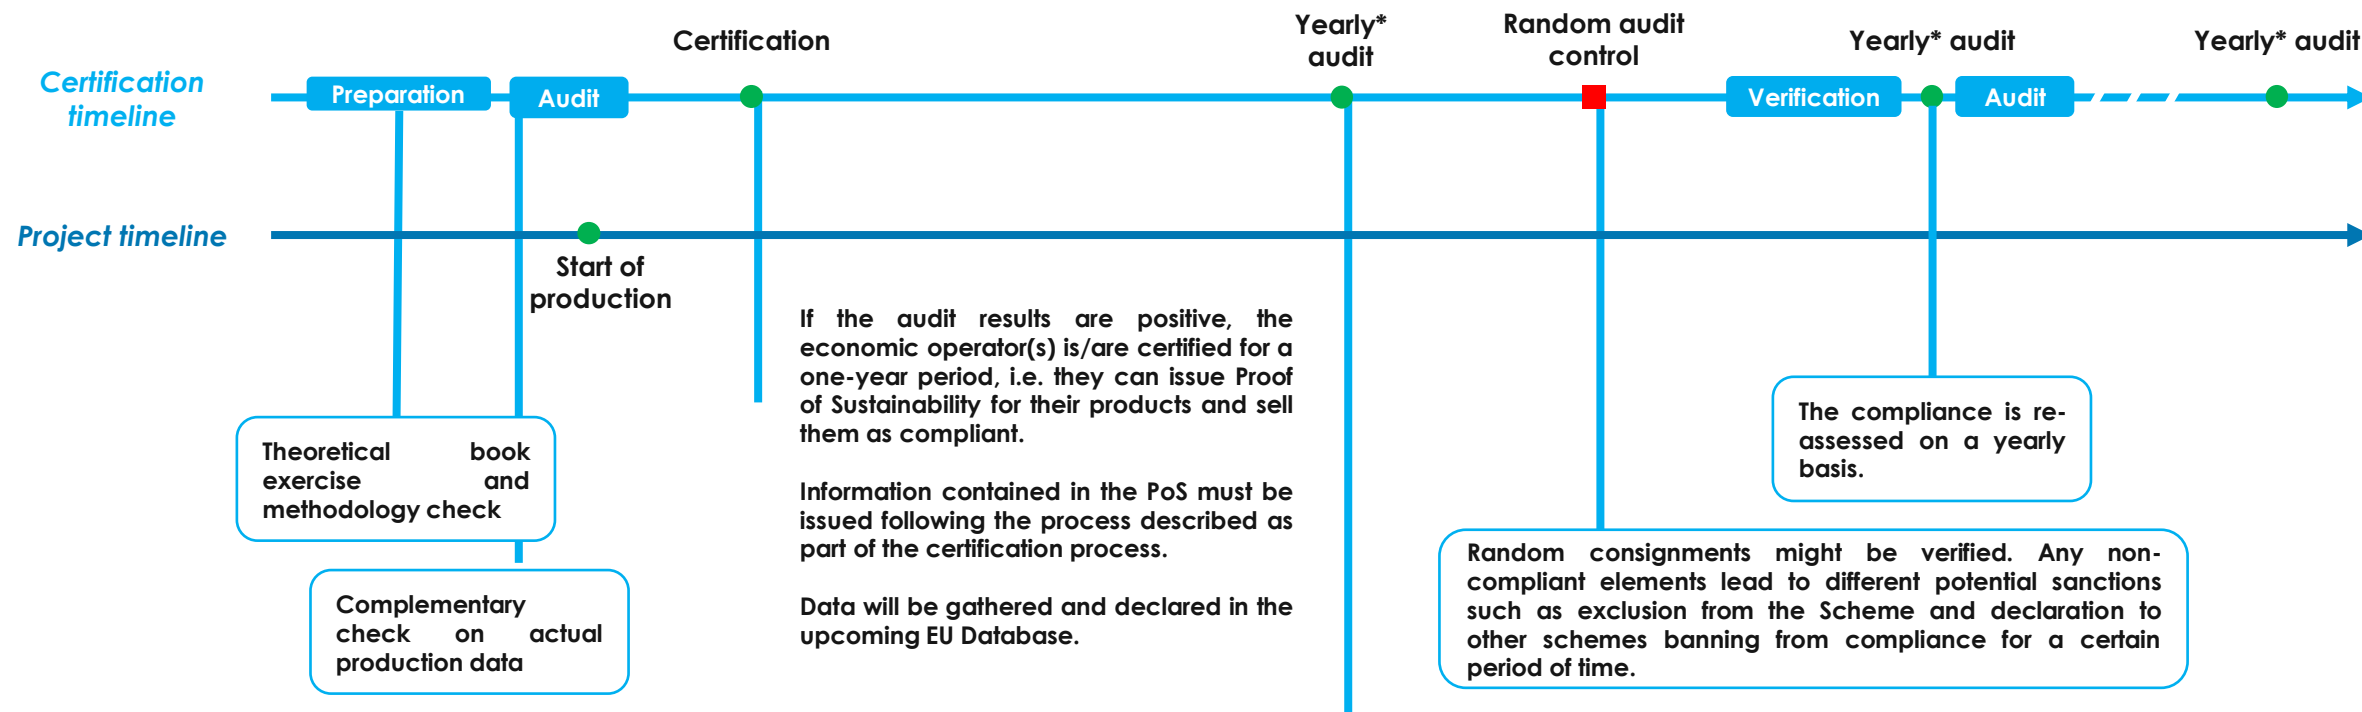 Certification
Yearly*
audit
Random audit
control
Yearly* audit
Yearly* audit
Certification
timeline
Preparation
Audit
Verification
Audit
Project timeline
Start of
production
If the audit results are positive, the
economic operator(s) is/are certified for a
one-year period, i.e. they can issue Proof
of Sustainability for their products and sell
them as compliant.
Information contained in the PoS must be
issued following the process described as
part of the certification process.
Data will be gathered and declared in the
upcoming EU Database.
The compliance is re-
assessed on a yearly
basis.
Theoretical book
exercise and
methodology check
Random consignments might be verified. Any non-
compliant elements lead to different potential sanctions
such as exclusion from the Scheme and declaration to
other schemes banning from compliance for a certain
period of time.
Complementary
check on actual
production data